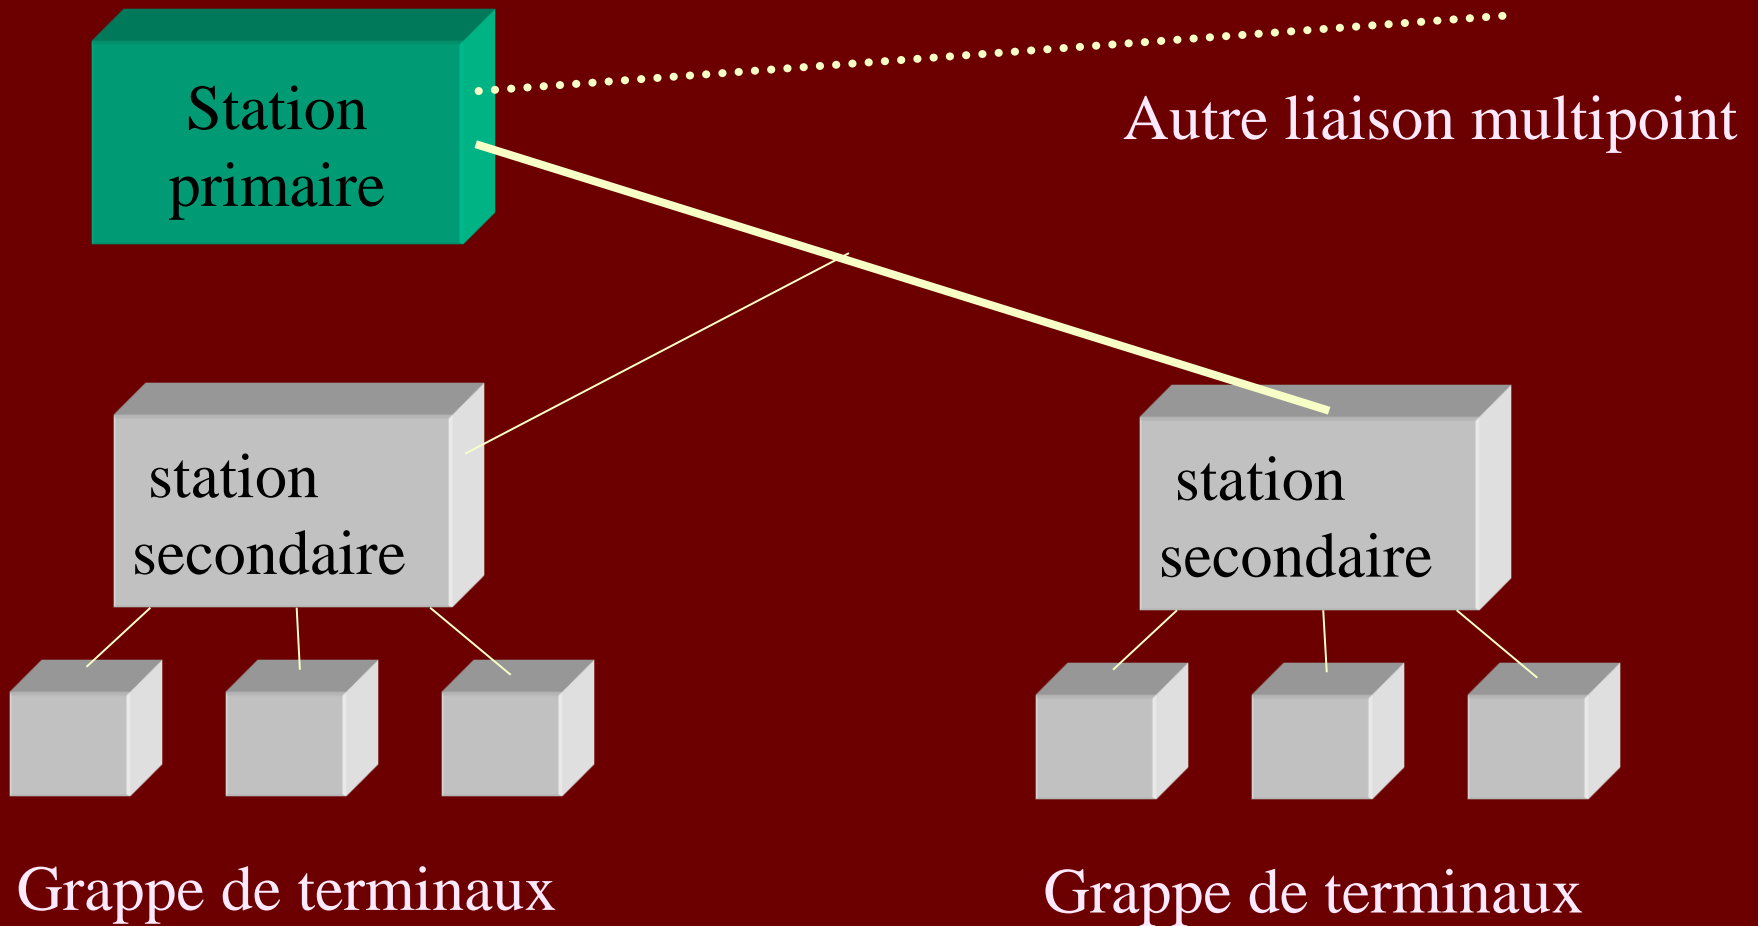 Station
primaire
Autre liaison multipoint
station
secondaire
station
secondaire
Grappe de terminaux
Grappe de terminaux